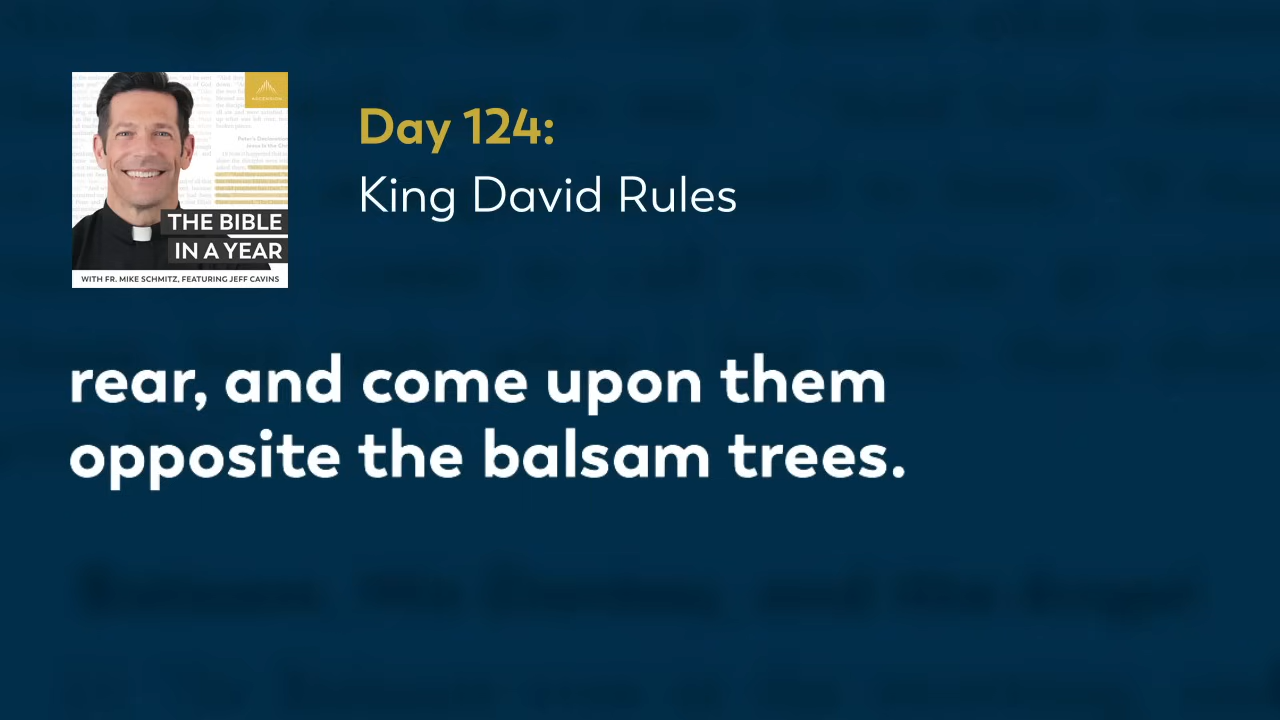 Day 124:
King David Rules
THE BIBLE
IN A YEAR
WITH FR. MIKE SCHMITZ, FEATURING JEFF CAVINS
rear, and come upon them
opposite the balsam trees.